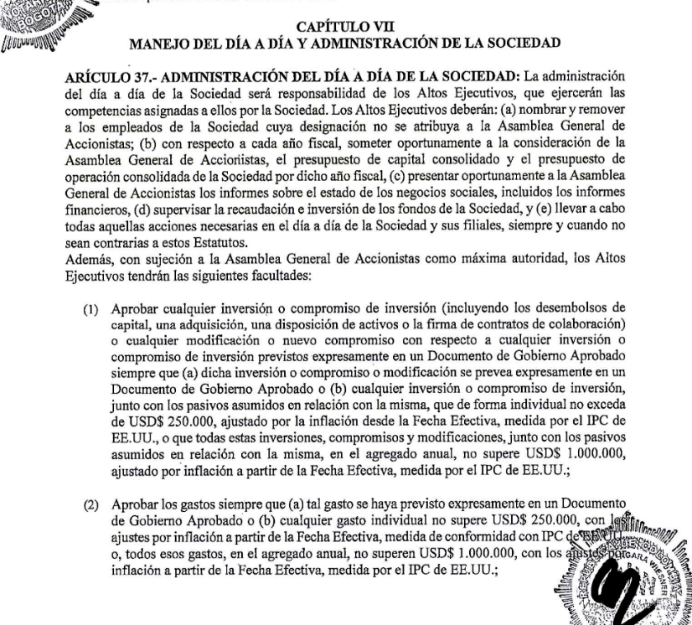 BOGOTÁ
CAPÍTULO VII
MANEJO DEL DÍA A DÍA Y ADMINISTRACIÓN DE LA SOCIEDAD
ARÍCULO 37.- ADMINISTRACIÓN DEL DÍA A DÍA DE LA SOCIEDAD: La administración
del día a día de la Sociedad será responsabilidad de los Altos Ejecutivos, que ejercerán las
competencias asignadas a ellos por la Sociedad. Los Altos Ejecutivos deberán: (a) nombrar y remover
a los empleados de la Sociedad cuya designación no se atribuya a la Asamblea General de
Accionistas; (b) con respecto a cada año fiscal, someter oportunamente a la consideración de la
Asamblea General de Accioniistas, el presupuesto de capital consolidado y el presupuesto de
operación consolidada de la Sociedad por dicho año fiscal, (c) presentar oportunamente a la Asamblea
General de Accionistas los informes sobre el estado de los negocios sociales, incluidos los informes
financieros, (d) supervisar la recaudación e inversión de los fondos de la Sociedad, y (e) llevar a cabo
todas aquellas acciones necesarias en el día a día de la Sociedad y sus filiales, siempre y cuando no
sean contrarias a estos Estatutos.
Además, con sujeción a la Asamblea General de Accionistas como máxima autoridad, los Altos
Ejecutivos tendrán las siguientes facultades:
(1) Aprobar cualquier inversión o compromiso de inversión (incluyendo los desembolsos de
capital, una adquisición, una disposición de activos o la firma de contratos de colaboración)
o cualquier modificación o nuevo compromiso con respecto a cualquier inversión o
compromiso de inversión previstos expresamente en un Documento de Gobierno Aprobado
siempre que (a) dicha inversión o compromiso o modificación se prevea expresamente en un
Documento de Gobierno Aprobado o (b) cualquier inversión o compromiso de inversión,
junto con los pasivos asumidos en relación con la misma, que de forma individual no exceda
de USD$ 250.000, ajustado por la inflación desde la Fecha Efectiva, medida por el IPC de
EE.UU., o que todas estas inversiones, compromisos y modificaciones, junto con los pasivos
asumidos en relación con la misma, en el agregado anual, no supere USD$ 1.000.000,
ajustado por inflación a partir de la Fecha Efectiva, medida por el IPC de EE.UU.;
(2) Aprobar los gastos siempre que (a) tal gasto se haya previsto expresamente en un Documento
de Gobierno Aprobado o (b) cualquier gasto individual no supere USD$ 250.000, con los
ajustes por inflación a partir de la Fecha Efectiva, medida de conformidad con IPC de EE.UU.
o, todos esos gastos, en el agregado anual, no superen USD$ 1.000.000, con los ajustes por
inflación a partir de la Fecha Efectiva, medida por el IPC de EE.UU.;